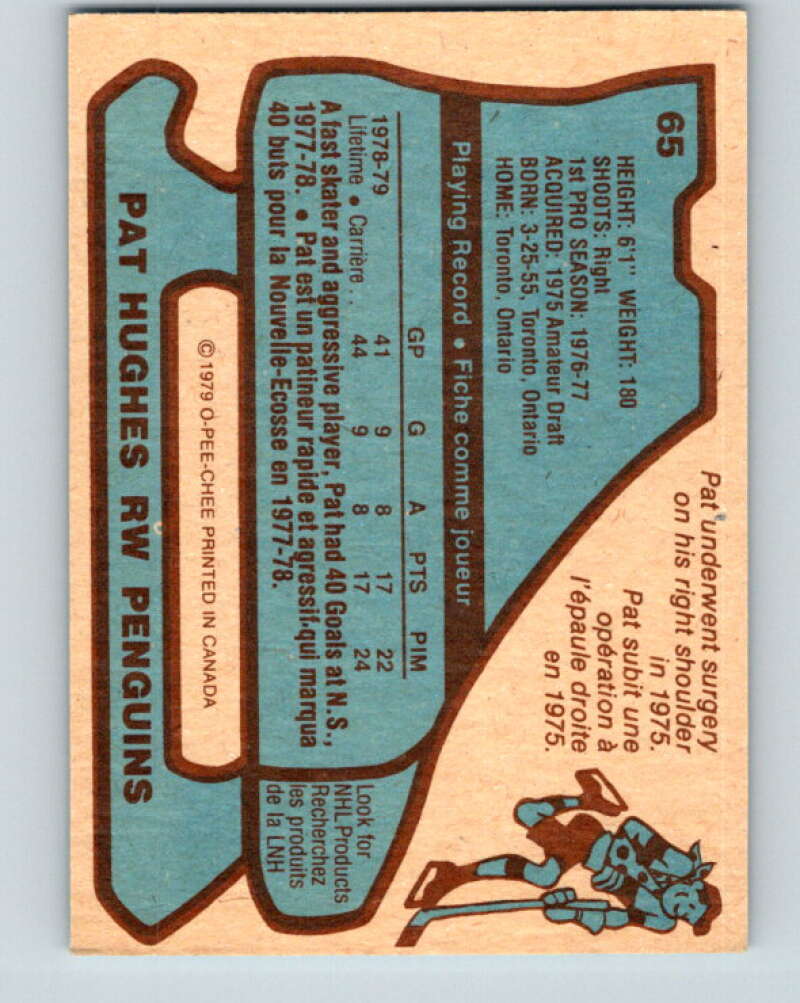 65
HEIGHT: 6'1" WEIGHT: 180
SHOOTS: Right
1st PRO SEASON: 1976-77
ACQUIRED: 1975 Amateur Draft
BORN: 3-25-55, Toronto, Ontario
HOME: Toronto, Ontario
Pat underwent surgery
on his right shoulder
in 1975.
Pat subit une
opération à
l'épaule droite
en 1975.
Playing Record • Fiche comme joueur
GP G A PTS PIM
1978-79 41 9 8 17 22
Lifetime • Carrière . . 44 9 8 17 24
A fast skater and aggressive player, Pat had 40 Goals at N.S.,
1977-78. • Pat est un patineur rapide et agressif qui marqua
40 buts pour la Nouvelle-Ecosse en 1977-78.
Look for
NHL Products
Recherchez
les produits
de la LNH
© 1979 O-PEE-CHEE PRINTED IN CANADA
PAT HUGHES RW PENGUINS